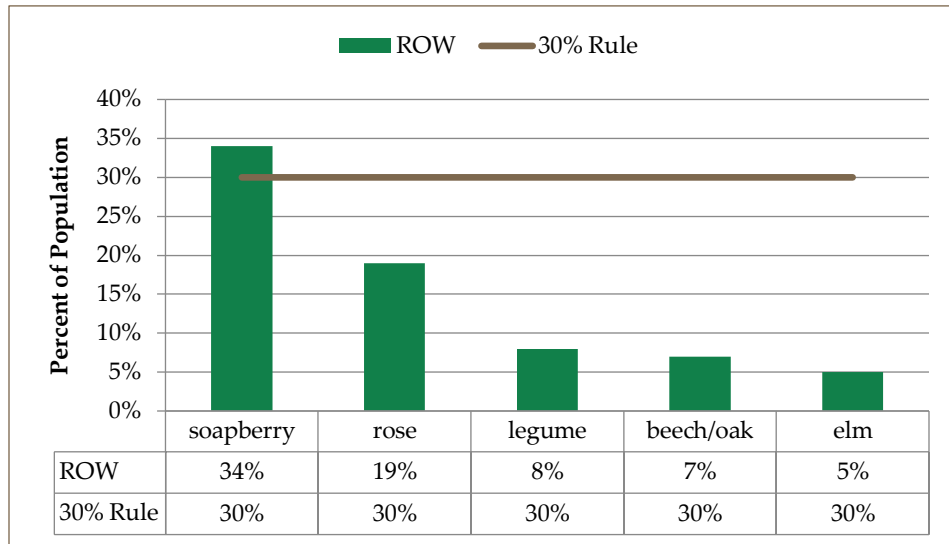 ROW 30% Rule
40%
35%
30%
25%
20%
15%
10%
5%
0%
Percent of Population
soapberry rose legume beech/oak elm
ROW 34% 19% 8% 7% 5%
30% Rule 30% 30% 30% 30% 30%